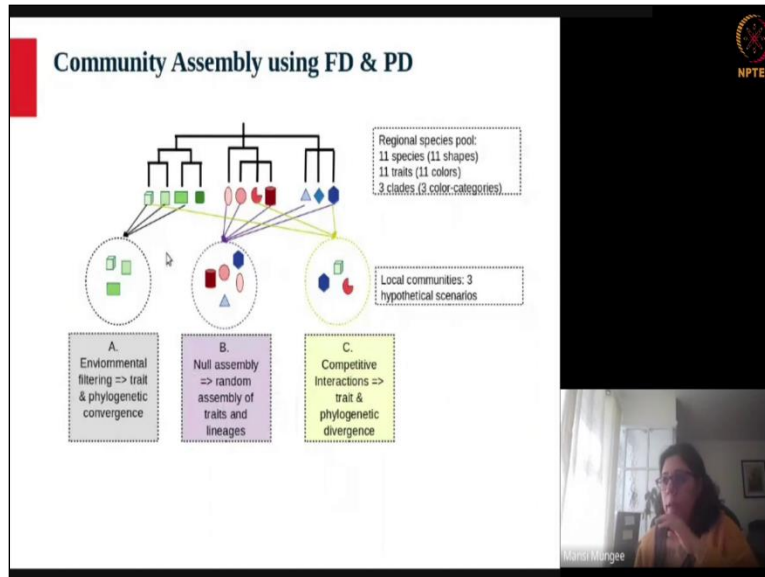 Community Assembly using FD & PD
NPTE
Regional species pool:
11 species (11 shapes)
11 traits (11 colors)
3 clades (3 color-categories)
Local communities: 3
hypothetical scenarios
A.
Enviornmental
filtering => trait
& phylogenetic
convergence
B.
Null assembly
=> random
assembly of
traits and
lineages
C.
Competitive
Interactions =>
trait &
phylogenetic
divergence
Mansi Mungee